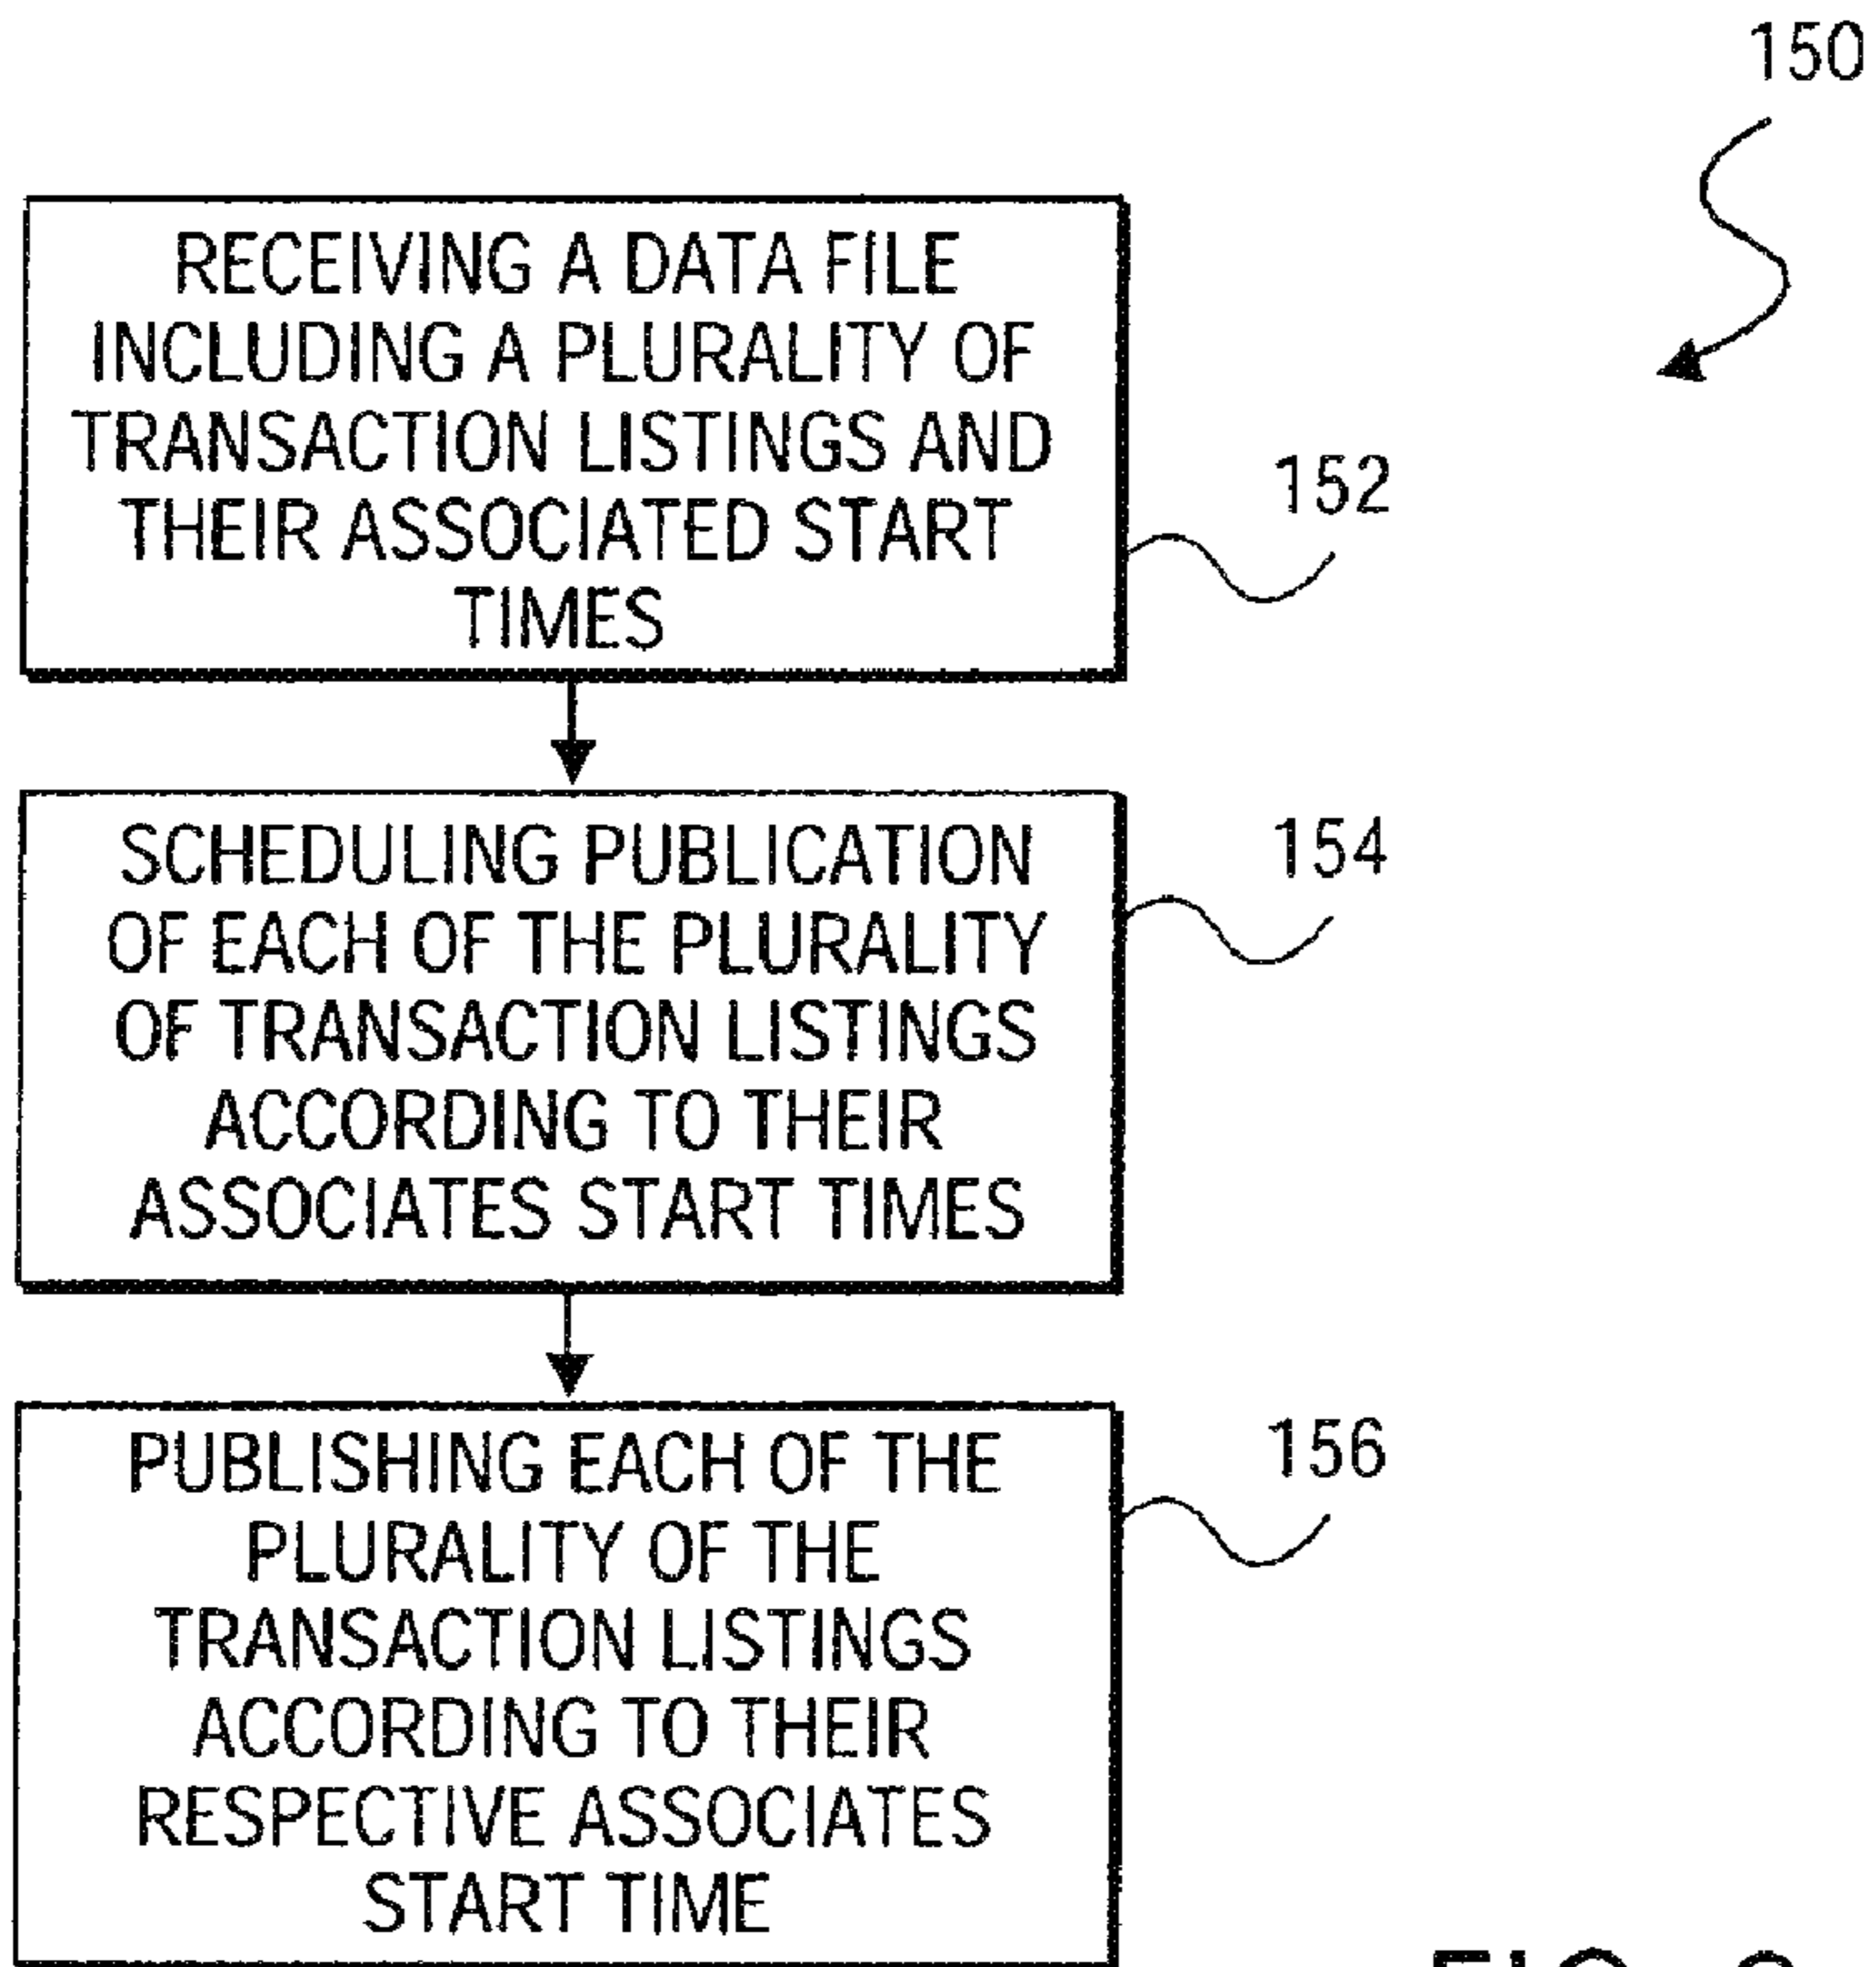 150
RECEIVING A DATA FILE
INCLUDING A PLURALITY OF
TRANSACTION LISTINGS AND
THEIR ASSOCIATED START
TIMES
152
SCHEDULING PUBLICATION
OF EACH OF THE PLURALITY
OF TRANSACTION LISTINGS
ACCORDING TO THEIR
ASSOCIATES START TIMES
154
PUBLISHING EACH OF THE
PLURALITY OF THE
TRANSACTION LISTINGS
ACCORDING TO THEIR
RESPECTIVE ASSOCIATES
START TIME
156